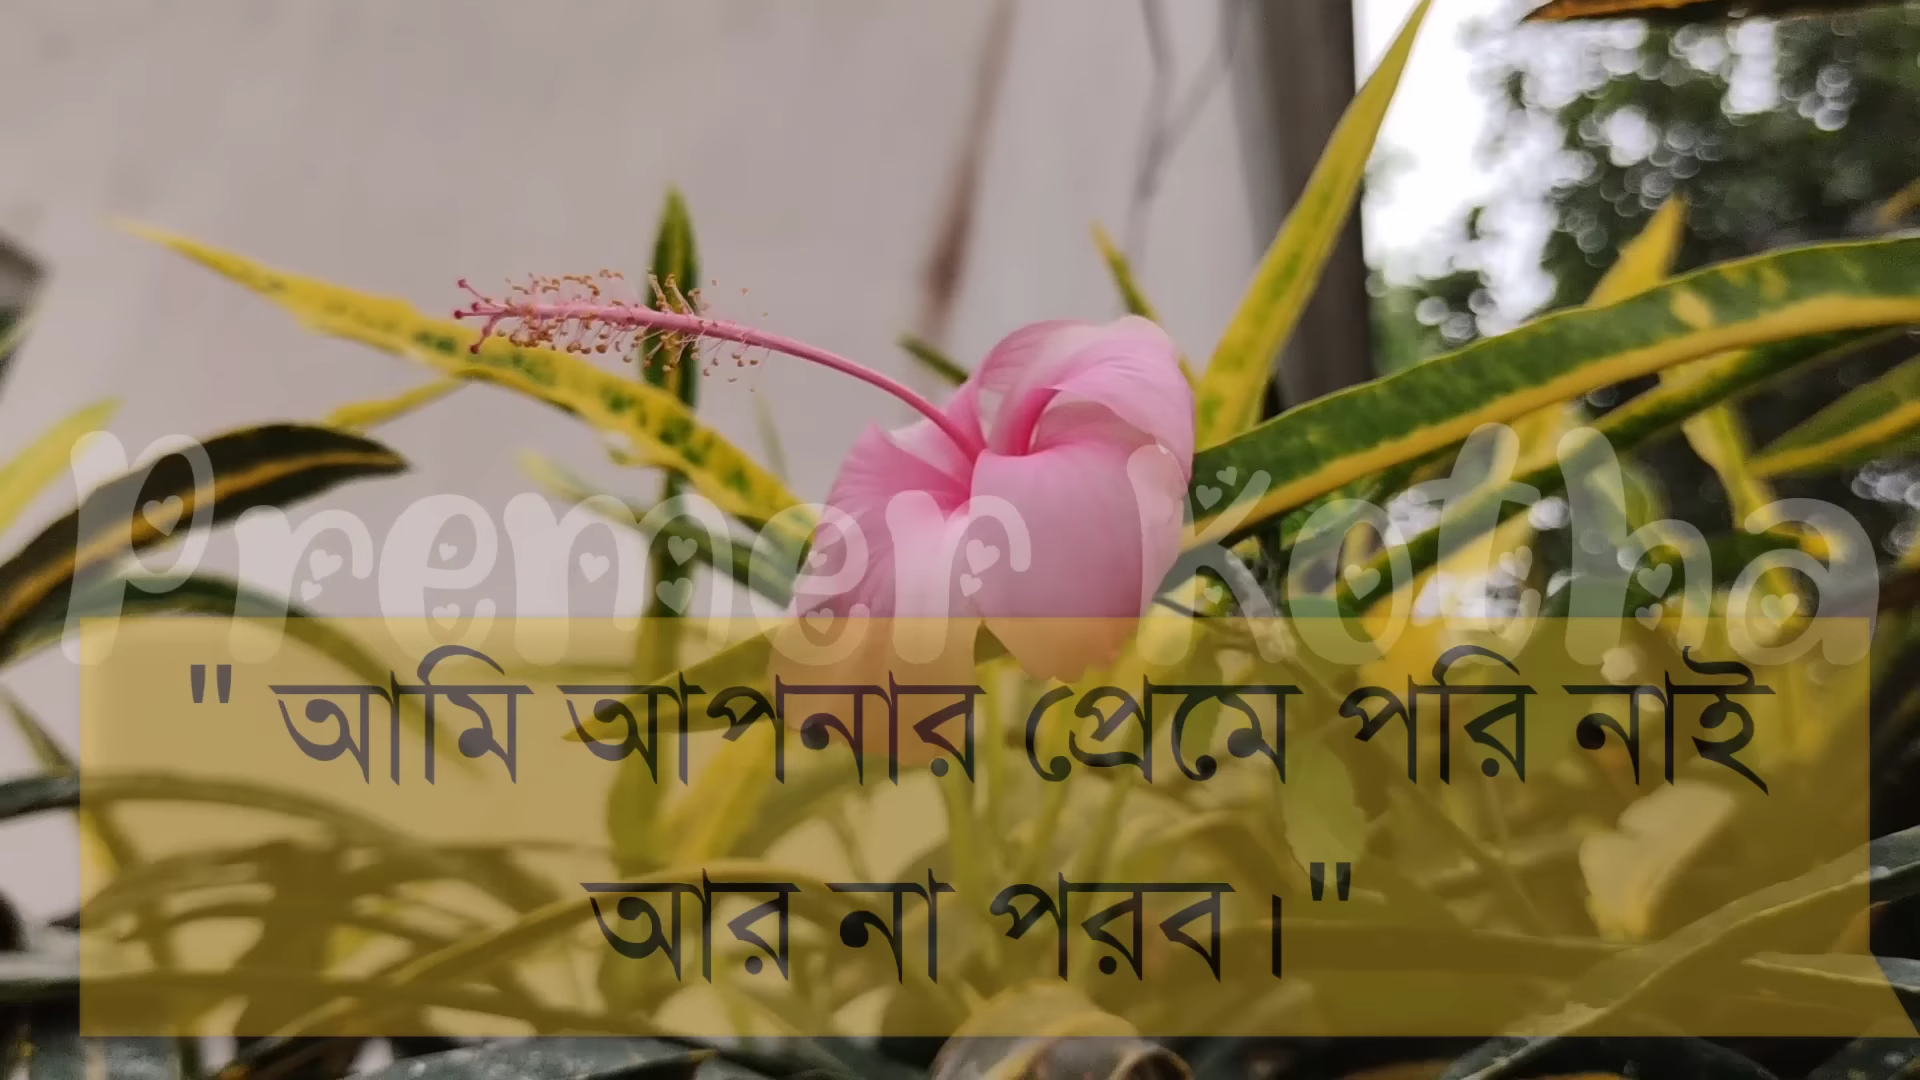 Premer Kotha
" আমি আপনার প্রেমে পরি নাই
আর না পরব।"